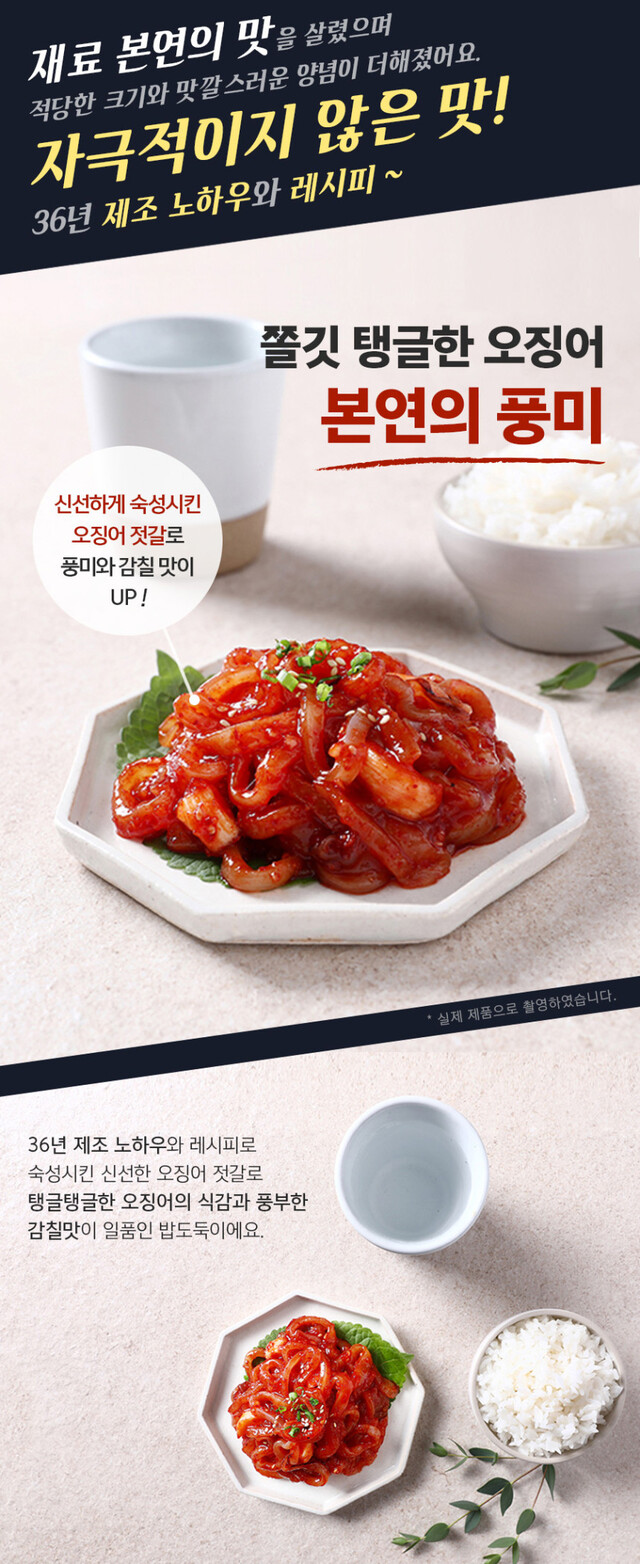 재료 본연의 맛을 살렸으며
적당한 크기와 맛깔스러운 양념이 더해졌어요.
자극적이지 않은 맛!
36년 제조 노하우와 레시피 ~
쫄깃 탱글한 오징어
본연의 풍미
신선하게 숙성시킨
오징어 젓갈로
풍미와 감칠 맛이
UP !
* 실제 제품으로 촬영하였습니다.
36년 제조 노하우와 레시피로
숙성시킨 신선한 오징어 젓갈로
탱글탱글한 오징어의 식감과 풍부한
감칠맛이 일품인 밥도둑이에요.